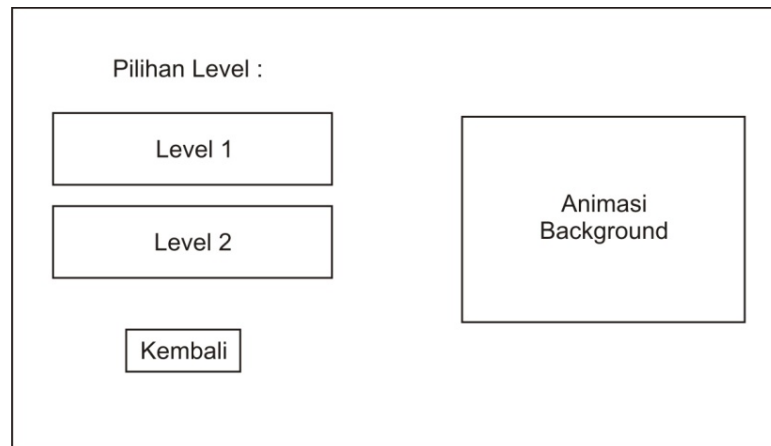 Pilihan Level :
Level 1
Level 2
Kembali
Animasi
Background